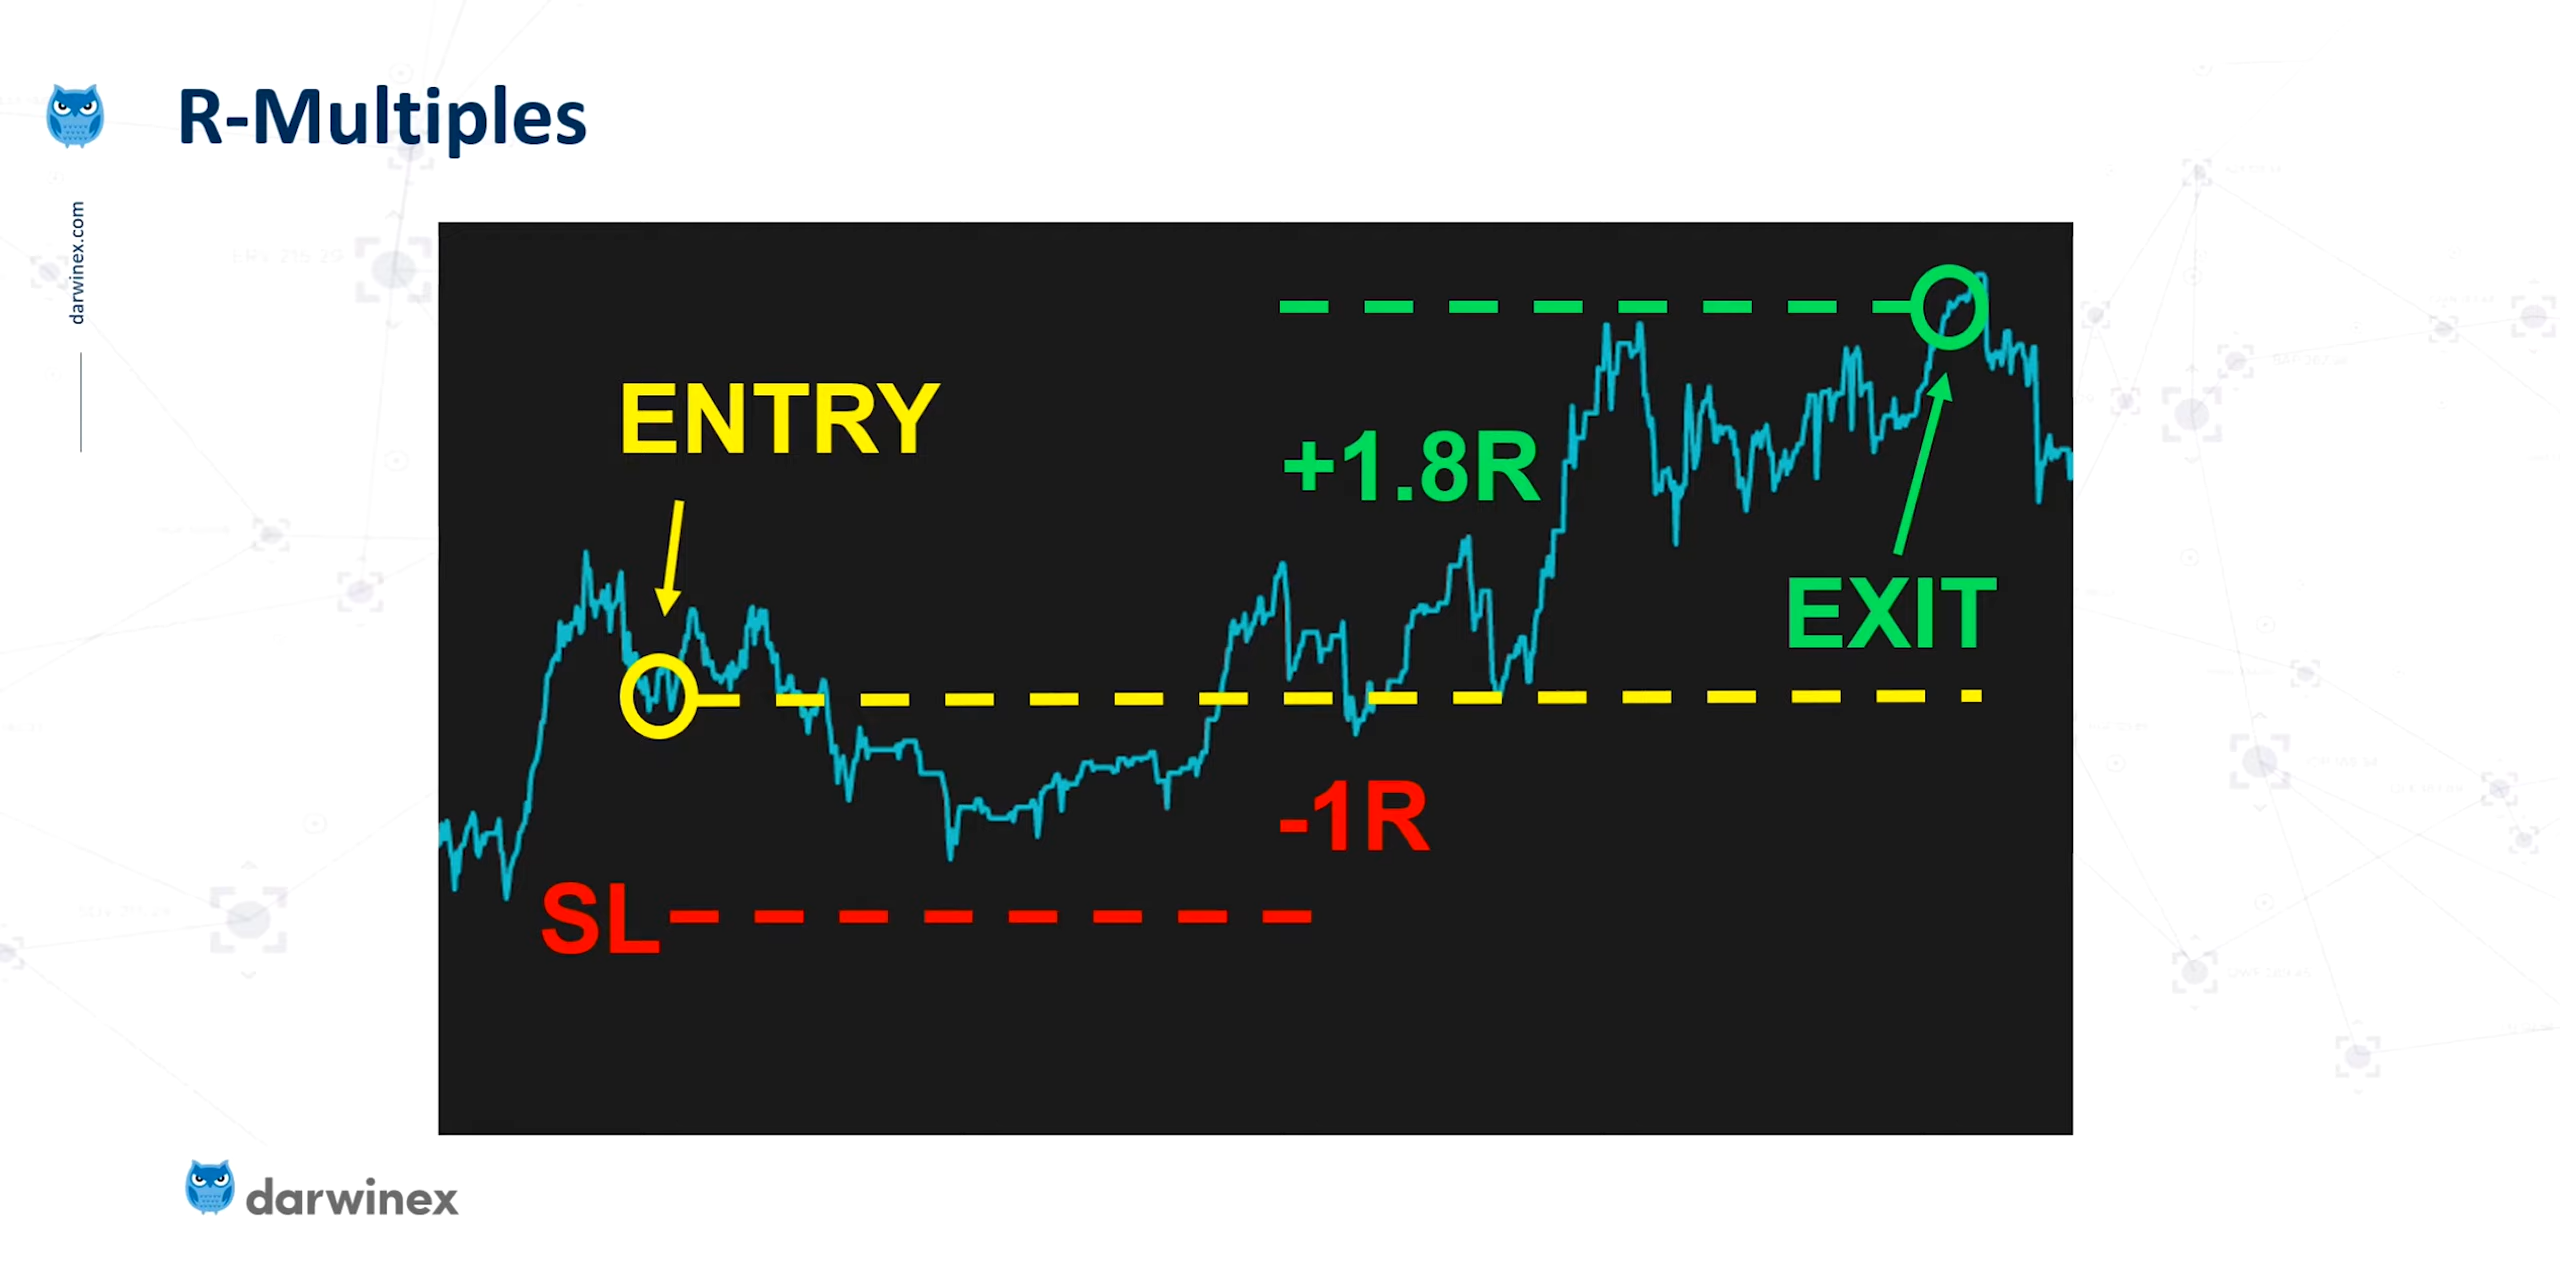 R-Multiples
darwinex.com
ENTRY
+1.8R
EXIT
-1R
SL
darwinex